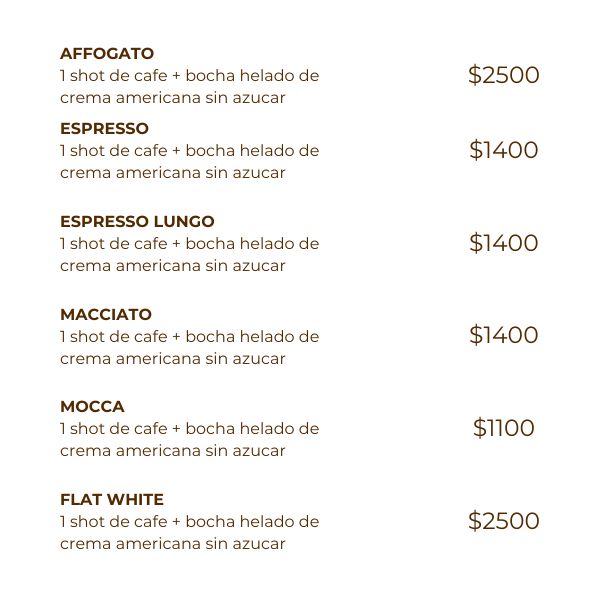 AFFOGATO
1 shot de cafe + bocha helado de
crema americana sin azucar
$2500
ESPRESSO
1 shot de cafe + bocha helado de
crema americana sin azucar
$1400
ESPRESSO LUNGO
1 shot de cafe + bocha helado de
crema americana sin azucar
$1400
MACCIATO
1 shot de cafe + bocha helado de
crema americana sin azucar
$1400
MOCCA
1 shot de cafe + bocha helado de
crema americana sin azucar
$1100
FLAT WHITE
1 shot de cafe + bocha helado de
crema americana sin azucar
$2500